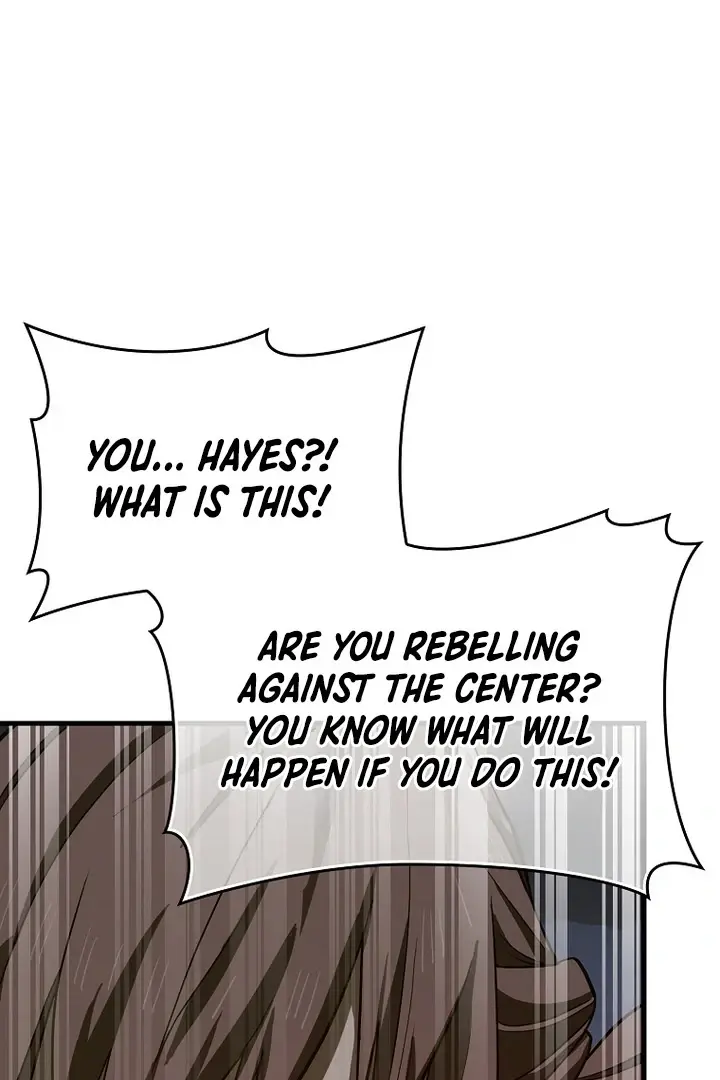 YOU... HAYES?!
WHAT IS THIS!
ARE YOU REBELLING
AGAINST THE CENTER?
YOU KNOW WHAT WILL
HAPPEN IF YOU DO THIS!